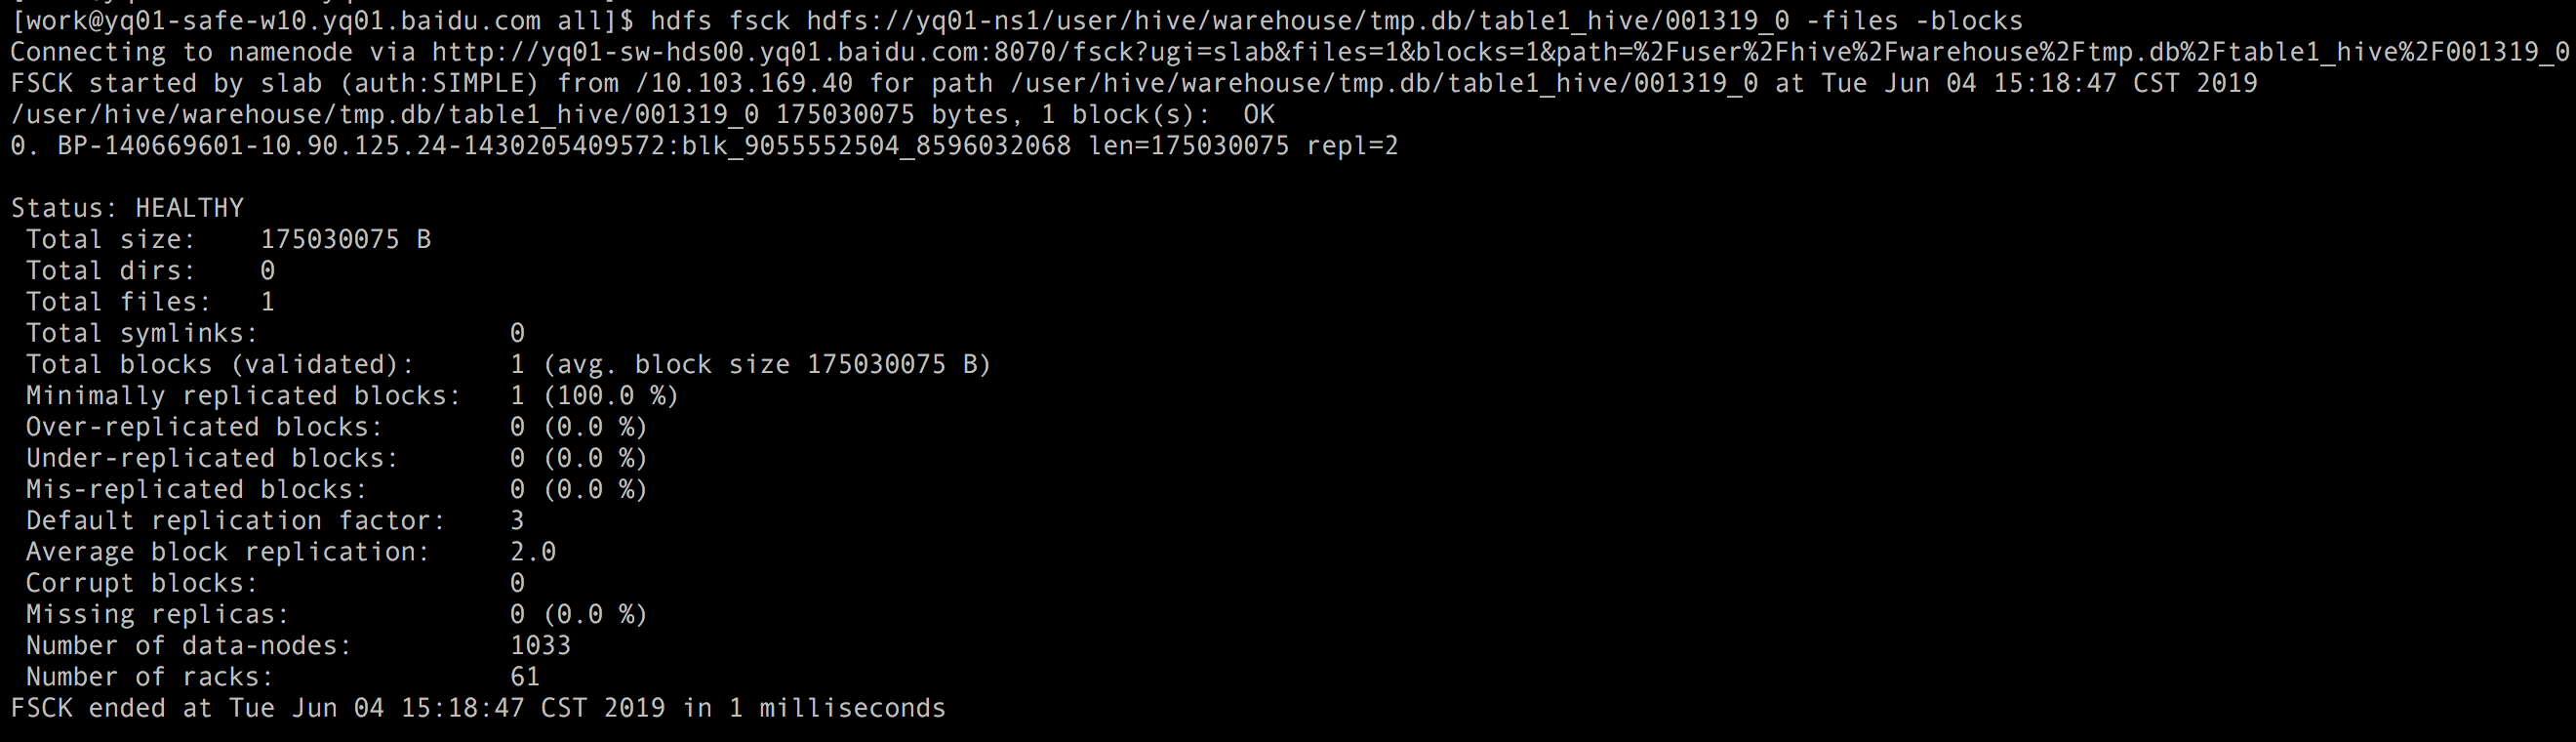 [work@yq01-safe-w10.yq01.baidu.com all]$ hdfs fsck hdfs://yq01-ns1/user/hive/warehouse/tmp.db/table1_hive/001319_0 -files -blocks
Connecting to namenode via http://yq01-sw-hds00.yq01.baidu.com:8070/fsck?ugi=slab&files=1&blocks=1&path=%2Fuser%2Fhive%2Fwarehouse%2Ftmp.db%2Ftable1_hive%2F001319_0
FSCK started by slab (auth:SIMPLE) from /10.103.169.40 for path /user/hive/warehouse/tmp.db/table1_hive/001319_0 at Tue Jun 04 15:18:47 CST 2019
/user/hive/warehouse/tmp.db/table1_hive/001319_0 175030075 bytes, 1 block(s):  OK
0. BP-140669601-10.90.125.24-1430205409572:blk_9055552504_8596032068 len=175030075 repl=2
Status: HEALTHY
Total size:    175030075 B
Total dirs:    0
Total files:   1
Total symlinks:                0
Total blocks (validated):      1 (avg. block size 175030075 B)
Minimally replicated blocks:   1 (100.0 %)
Over-replicated blocks:        0 (0.0 %)
Under-replicated blocks:       0 (0.0 %)
Mis-replicated blocks:         0 (0.0 %)
Default replication factor:    3
Average block replication:     2.0
Corrupt blocks:                0
Missing replicas:              0 (0.0 %)
Number of data-nodes:          1033
Number of racks:               61
FSCK ended at Tue Jun 04 15:18:47 CST 2019 in 1 milliseconds